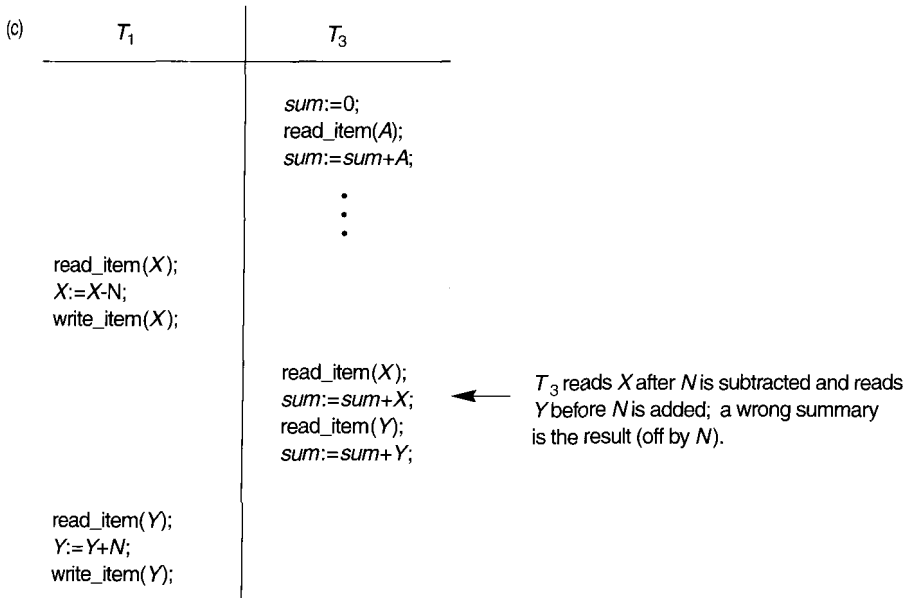 (c) T1 T3
sum:=0;
read_item(A);
sum:=sum+A;
read_item(X);
X:=X-N;
write_item(X);
read_item(X);
sum:=sum+X;
read_item(Y);
sum:=sum+Y;
T3 reads X after N is subtracted and reads
Y before N is added; a wrong summary
is the result (off by N).
read_item(Y);
Y:=Y+N;
write_item(Y);